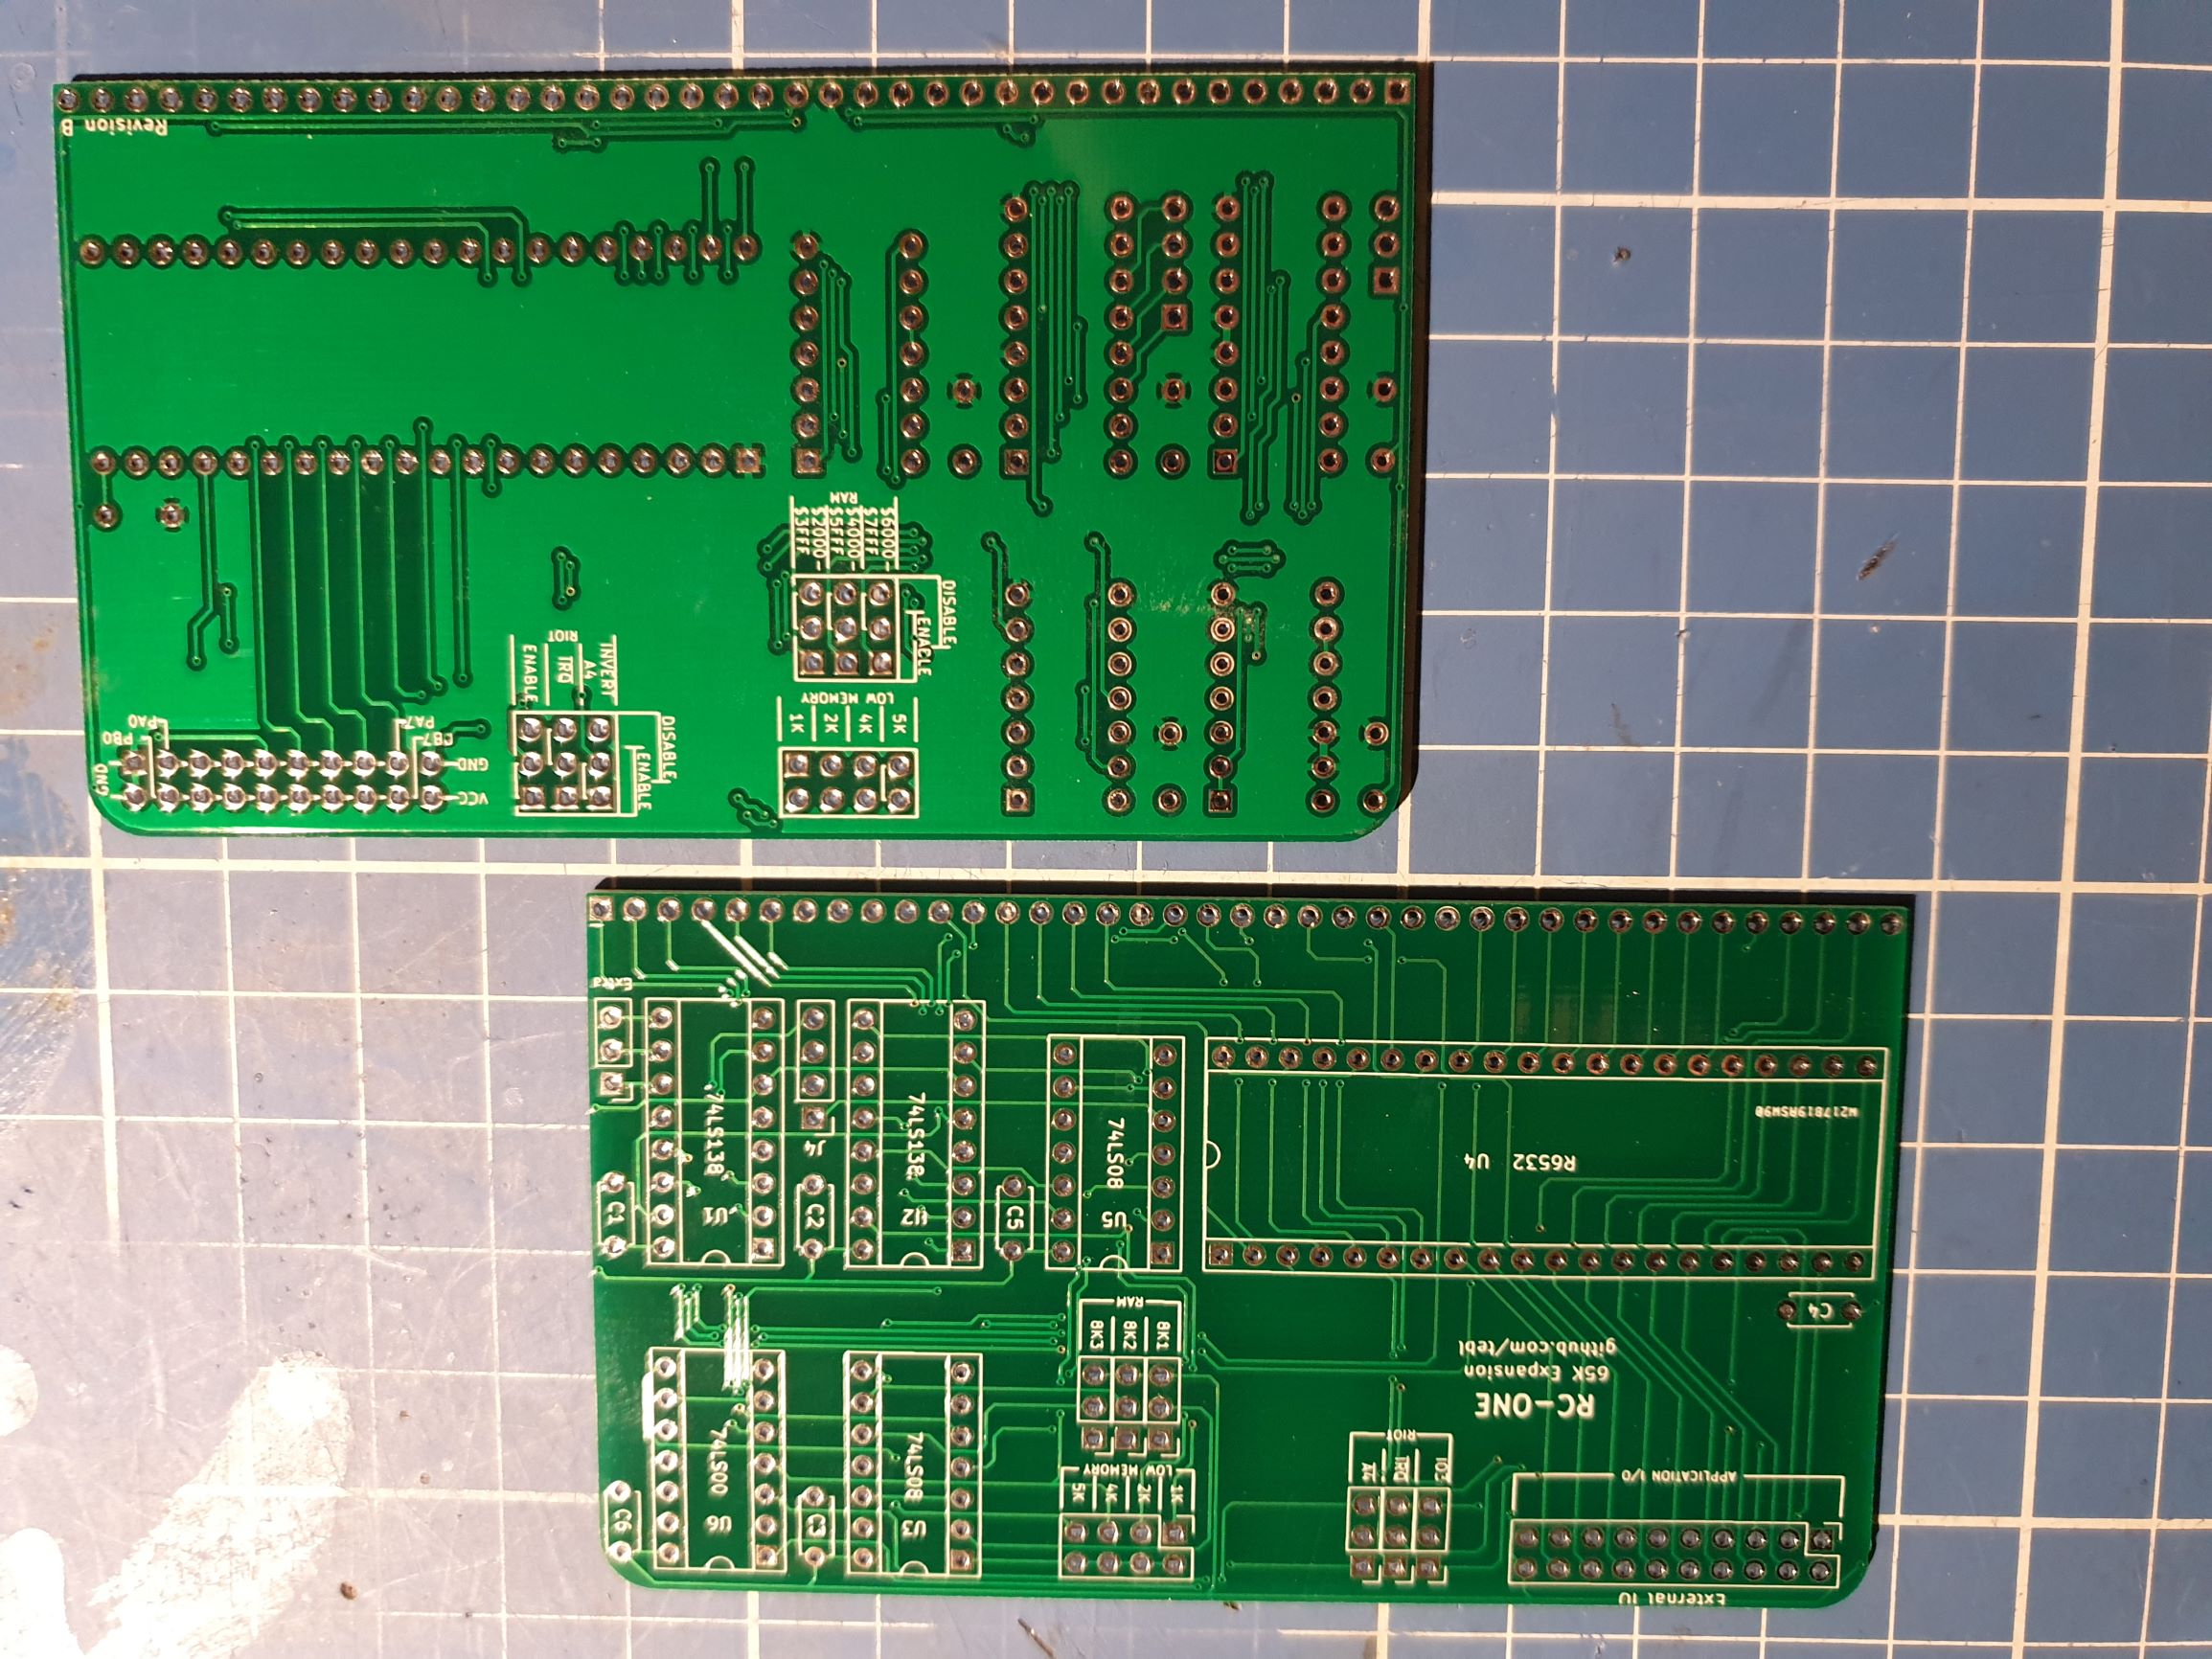 External IO
APPLICATION I/O
IO2
IRQ
A4
RIOT
1K
2K
4K
5K
LOW MEMORY
8K1
8K2
8K3
RAM
U3
74LS08
C3
U6
74LS00
C6
RC-ONE
65K Expansion
github.com/tebl
C4
R6532 U4
W217819ASW90
U5
74LS08
C5
U2
74LS138
C2
J4
U1
74LS138
C1
Extra
5K
4K
2K
1K
LOW MEMORY
DISABLE
ENABLE
$6000-
$7FFF
$4000-
$5FFF
$2000-
$3FFF
RAM
DISABLE
ENABLE
INVERT
A4
IRQ
ENABLE
RIOT
VCC
GND
GND
PA7
PB0
PA0
Revision B